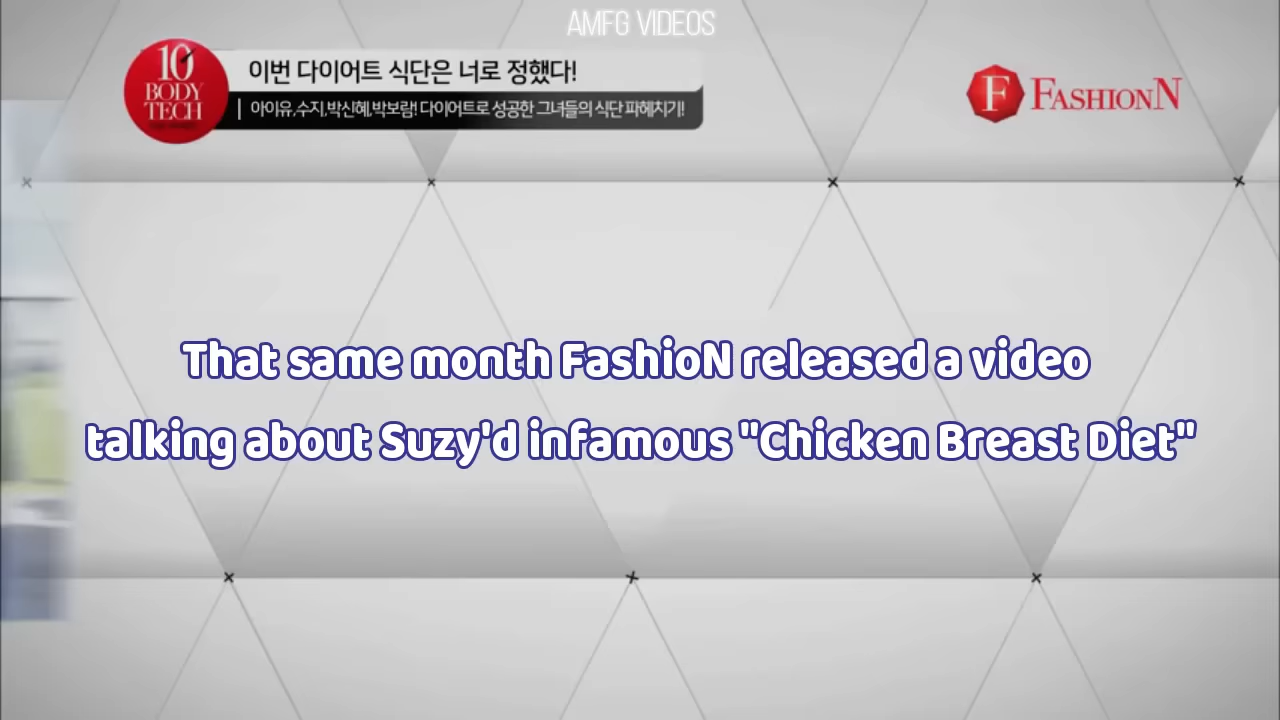 AMFG VIDEOS
10
BODY
TECH
이번 다이어트 식단은 너로 정했다!
아이유,수지,박신혜,박보람! 다이어트로 성공한 그녀들의 식단 파헤치기!
F FASHIONN
That same month FashioN released a video
talking about Suzy'd infamous "Chicken Breast Diet"